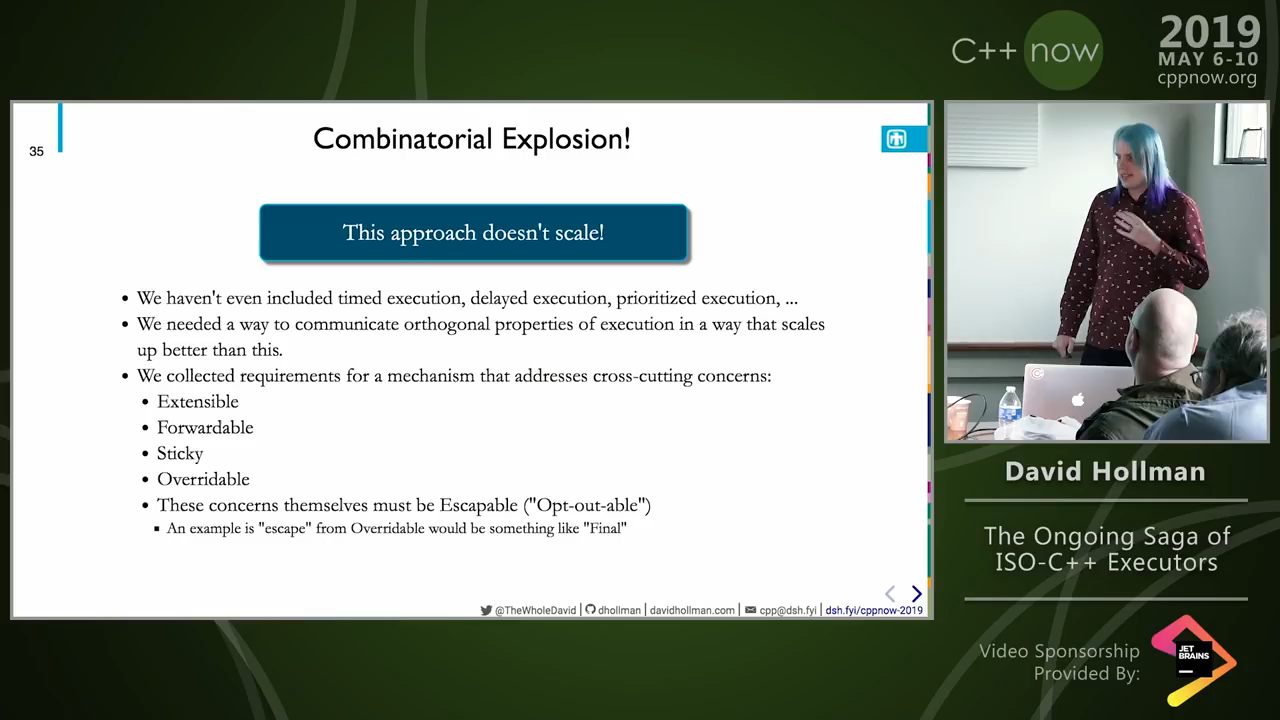 C++ now
2019
MAY 6-10
cppnow.org
35
Combinatorial Explosion!
This approach doesn't scale!
• We haven't even included timed execution, delayed execution, prioritized execution, ...
• We needed a way to communicate orthogonal properties of execution in a way that scales
up better than this.
• We collected requirements for a mechanism that addresses cross-cutting concerns:
• Extensible
• Forwardable
• Sticky
• Overridable
• These concerns themselves must be Escapable ("Opt-out-able")
▪ An example is "escape" from Overridable would be something like "Final"
@TheWholeDavid | dhollman | davidhollman.com | cpp@dsh.fyi | dsh.fyi/cppnow-2019
David Hollman
The Ongoing Saga of
ISO-C++ Executors
Video Sponsorship
Provided By:
JET
BRAINS